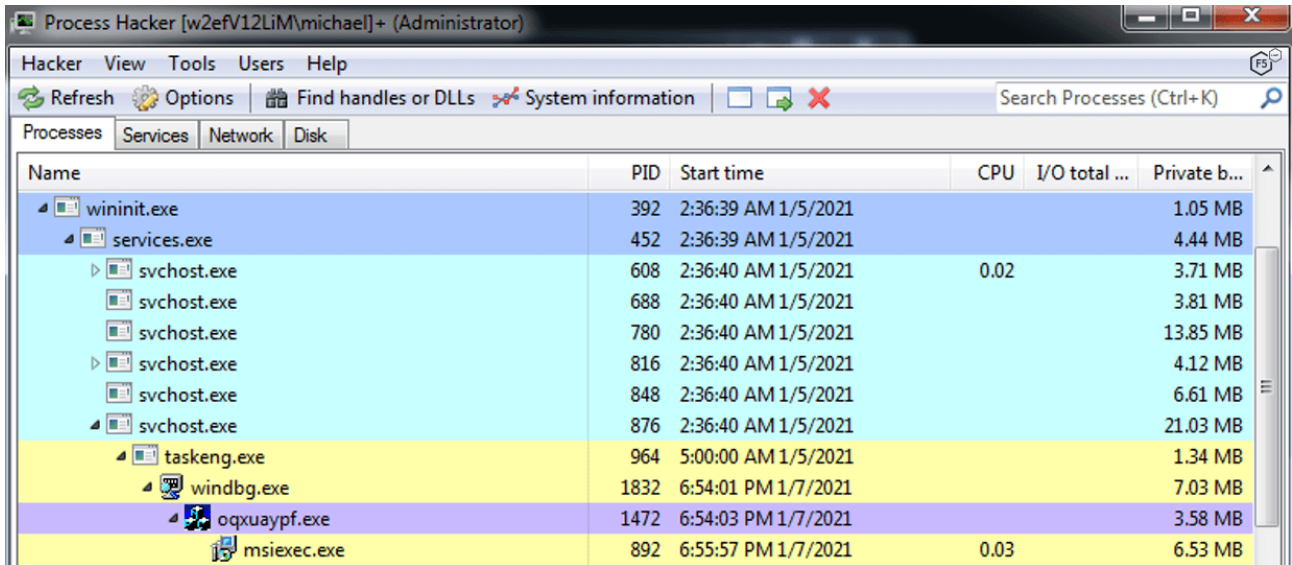 Process Hacker [w2efV12LiM\michael]+ (Administrator)
Hacker View Tools Users Help
Refresh Options Find handles or DLLs System information Search Processes (Ctrl+K)
Processes Services Network Disk
Name PID Start time CPU I/O total ... Private b...
wininit.exe 392 2:36:39 AM 1/5/2021 1.05 MB
services.exe 452 2:36:39 AM 1/5/2021 4.44 MB
svchost.exe 608 2:36:40 AM 1/5/2021 0.02 3.71 MB
svchost.exe 688 2:36:40 AM 1/5/2021 3.81 MB
svchost.exe 780 2:36:40 AM 1/5/2021 13.85 MB
svchost.exe 816 2:36:40 AM 1/5/2021 4.12 MB
svchost.exe 848 2:36:40 AM 1/5/2021 6.61 MB
svchost.exe 876 2:36:40 AM 1/5/2021 21.03 MB
taskeng.exe 964 5:00:00 AM 1/5/2021 1.34 MB
windbg.exe 1832 6:54:01 PM 1/7/2021 7.03 MB
oqxuaypf.exe 1472 6:54:03 PM 1/7/2021 3.58 MB
msiexec.exe 892 6:55:57 PM 1/7/2021 0.03 6.53 MB